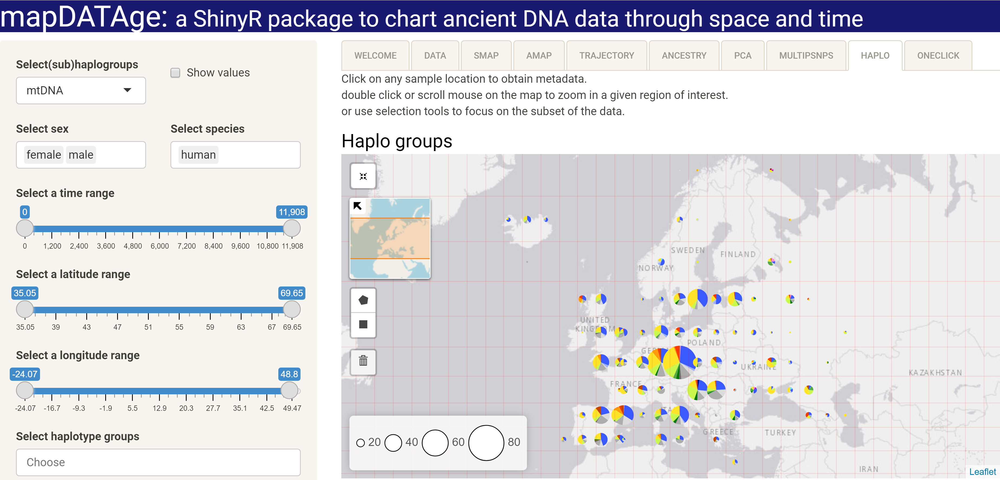 mapDATAge: a ShinyR package to chart ancient DNA data through space and time
WELCOME DATA SMAP AMAP TRAJECTORY ANCESTRY PCA MULTIPSNPS HAPLO ONECLICK
Select(sub)haplogroups
Show values
mtDNA
Select sex
Select species
female male
human
Select a time range
0 11,908
0 1,200 2,400 3,600 4,800 6,000 7,200 8,400 9,600 10,800 11,908
Select a latitude range
35.05 69.65
35.05 39 43 47 51 55 59 63 67 69.65
Select a longitude range
-24.07 48.8
-24.07 -16.7 -9.3 -1.9 5.5 12.9 20.3 27.7 35.1 42.5 49.47
Select haplotype groups
Choose
Click on any sample location to obtain metadata.
double click or scroll mouse on the map to zoom in a given region of interest.
or use selection tools to focus on the subset of the data.
Haplo groups
SWEDEN
FINLAND
NORWAY
UNITED
KINGDOM
POLAND
UKRAINE
KAZAKHSTAN
FRANCE
GREECE
TURKEY
IRAN
20 40 60 80
Leaflet